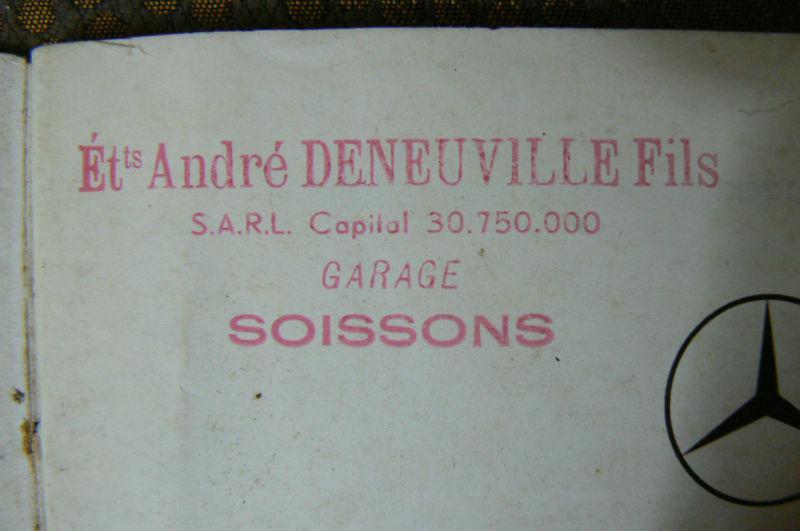 Étts André DENEUVILLE Fils
S.A.R.L. Capital 30.750.000
GARAGE
SOISSONS